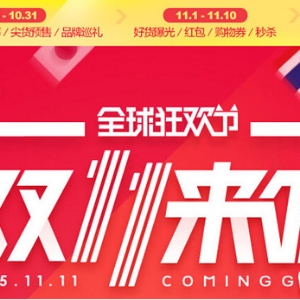 - 10.31
11.1 - 11.10
/ 尖货预售 / 品牌巡礼
好货曝光 / 红包 / 购物券 / 秒杀
全球狂欢节
双11来
5.11.11
COMINGG